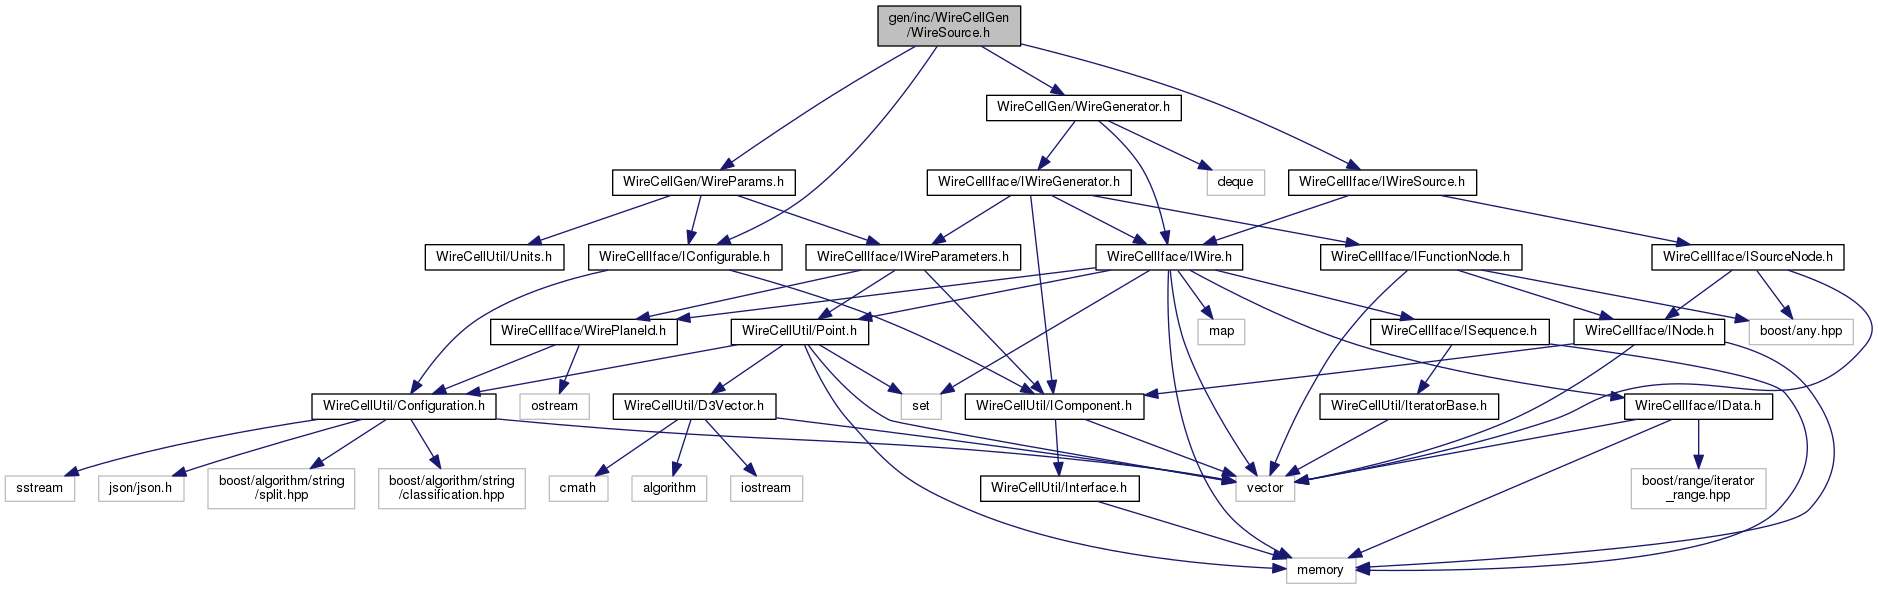 gen/inc/WireCellGen
/WireSource.h
WireCellGen/WireGenerator.h
WireCellGen/WireParams.h
WireCellIface/IWireGenerator.h
deque
WireCellIface/IWireSource.h
WireCellUtil/Units.h
WireCellIface/IConfigurable.h
WireCellIface/IWireParameters.h
WireCellIface/IWire.h
WireCellIface/IFunctionNode.h
WireCellIface/ISourceNode.h
WireCellIface/WirePlaneId.h
WireCellUtil/Point.h
map
WireCellIface/ISequence.h
WireCellIface/INode.h
boost/any.hpp
WireCellUtil/Configuration.h
ostream
WireCellUtil/D3Vector.h
set
WireCellUtil/IComponent.h
WireCellUtil/IteratorBase.h
WireCellIface/IData.h
sstream
json/json.h
boost/algorithm/string
/split.hpp
boost/algorithm/string
/classification.hpp
cmath
algorithm
iostream
WireCellUtil/Interface.h
vector
boost/range/iterator
_range.hpp
memory